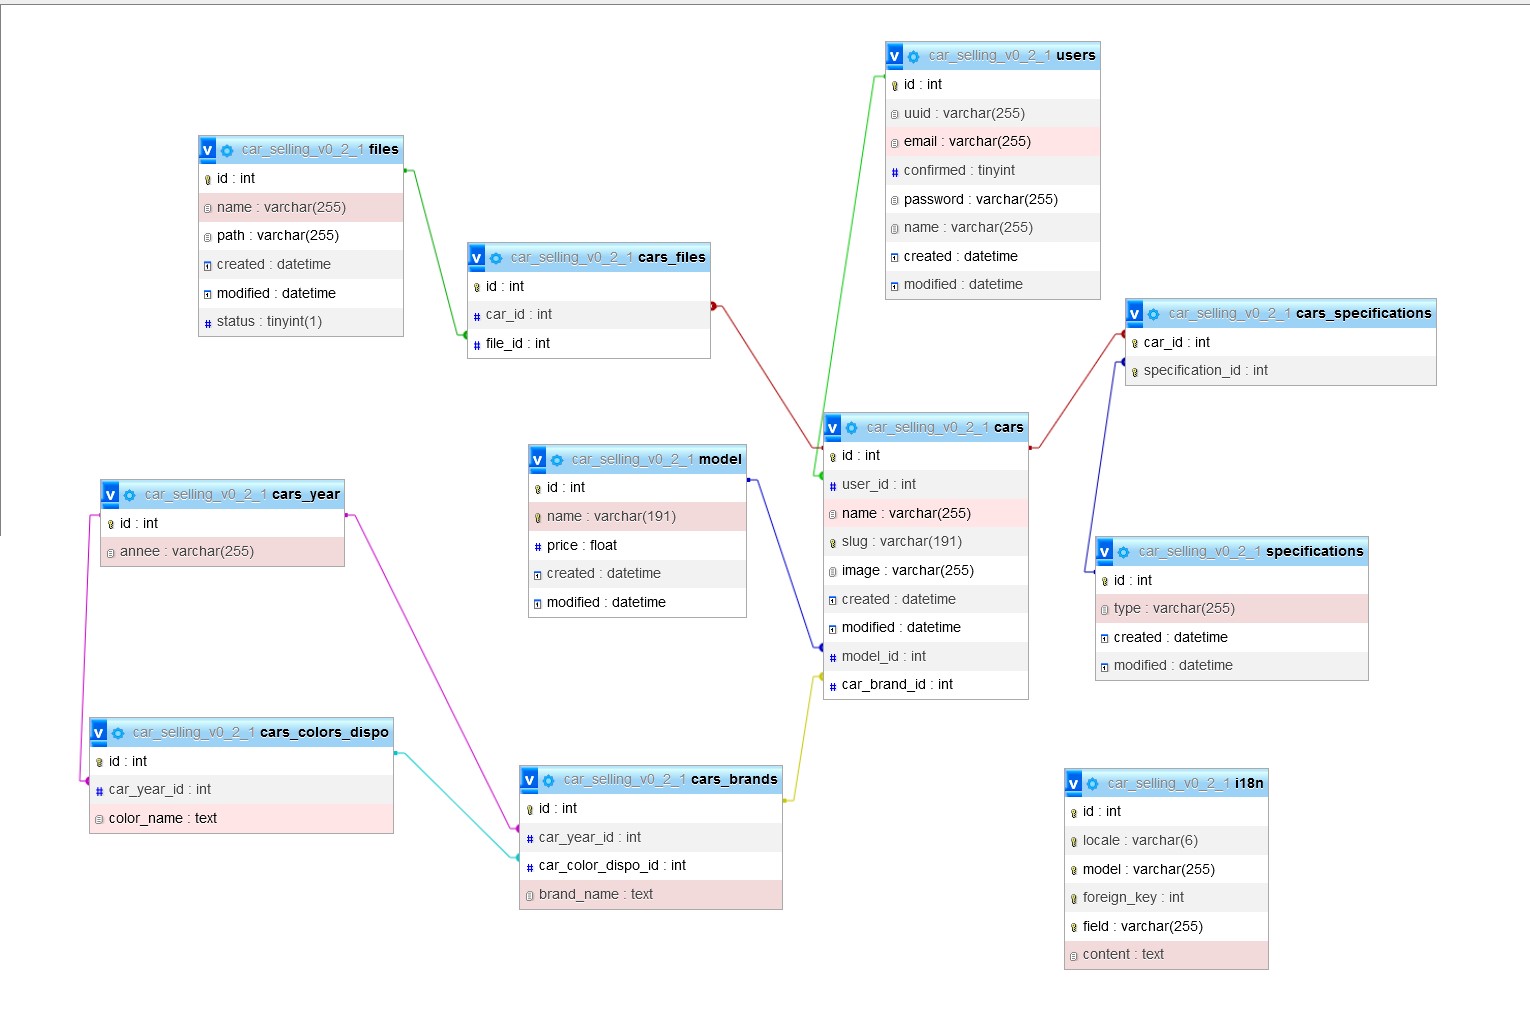 v car_selling_v0_2_1 users
id : int
uuid : varchar(255)
email : varchar(255)
# confirmed : tinyint
password : varchar(255)
name : varchar(255)
created : datetime
modified : datetime
v car_selling_v0_2_1 files
id : int
name : varchar(255)
path : varchar(255)
created : datetime
modified : datetime
# status : tinyint(1)
v car_selling_v0_2_1 cars_files
id : int
# car_id : int
# file_id : int
v car_selling_v0_2_1 cars_specifications
car_id : int
specification_id : int
v car_selling_v0_2_1 cars
id : int
# user_id : int
name : varchar(255)
slug : varchar(191)
image : varchar(255)
created : datetime
modified : datetime
# model_id : int
# car_brand_id : int
v car_selling_v0_2_1 model
id : int
name : varchar(191)
# price : float
created : datetime
modified : datetime
v car_selling_v0_2_1 cars_year
id : int
annee : varchar(255)
v car_selling_v0_2_1 specifications
id : int
type : varchar(255)
created : datetime
modified : datetime
v car_selling_v0_2_1 cars_colors_dispo
id : int
# car_year_id : int
color_name : text
v car_selling_v0_2_1 cars_brands
id : int
# car_year_id : int
# car_color_dispo_id : int
brand_name : text
v car_selling_v0_2_1 i18n
id : int
locale : varchar(6)
model : varchar(255)
foreign_key : int
field : varchar(255)
content : text